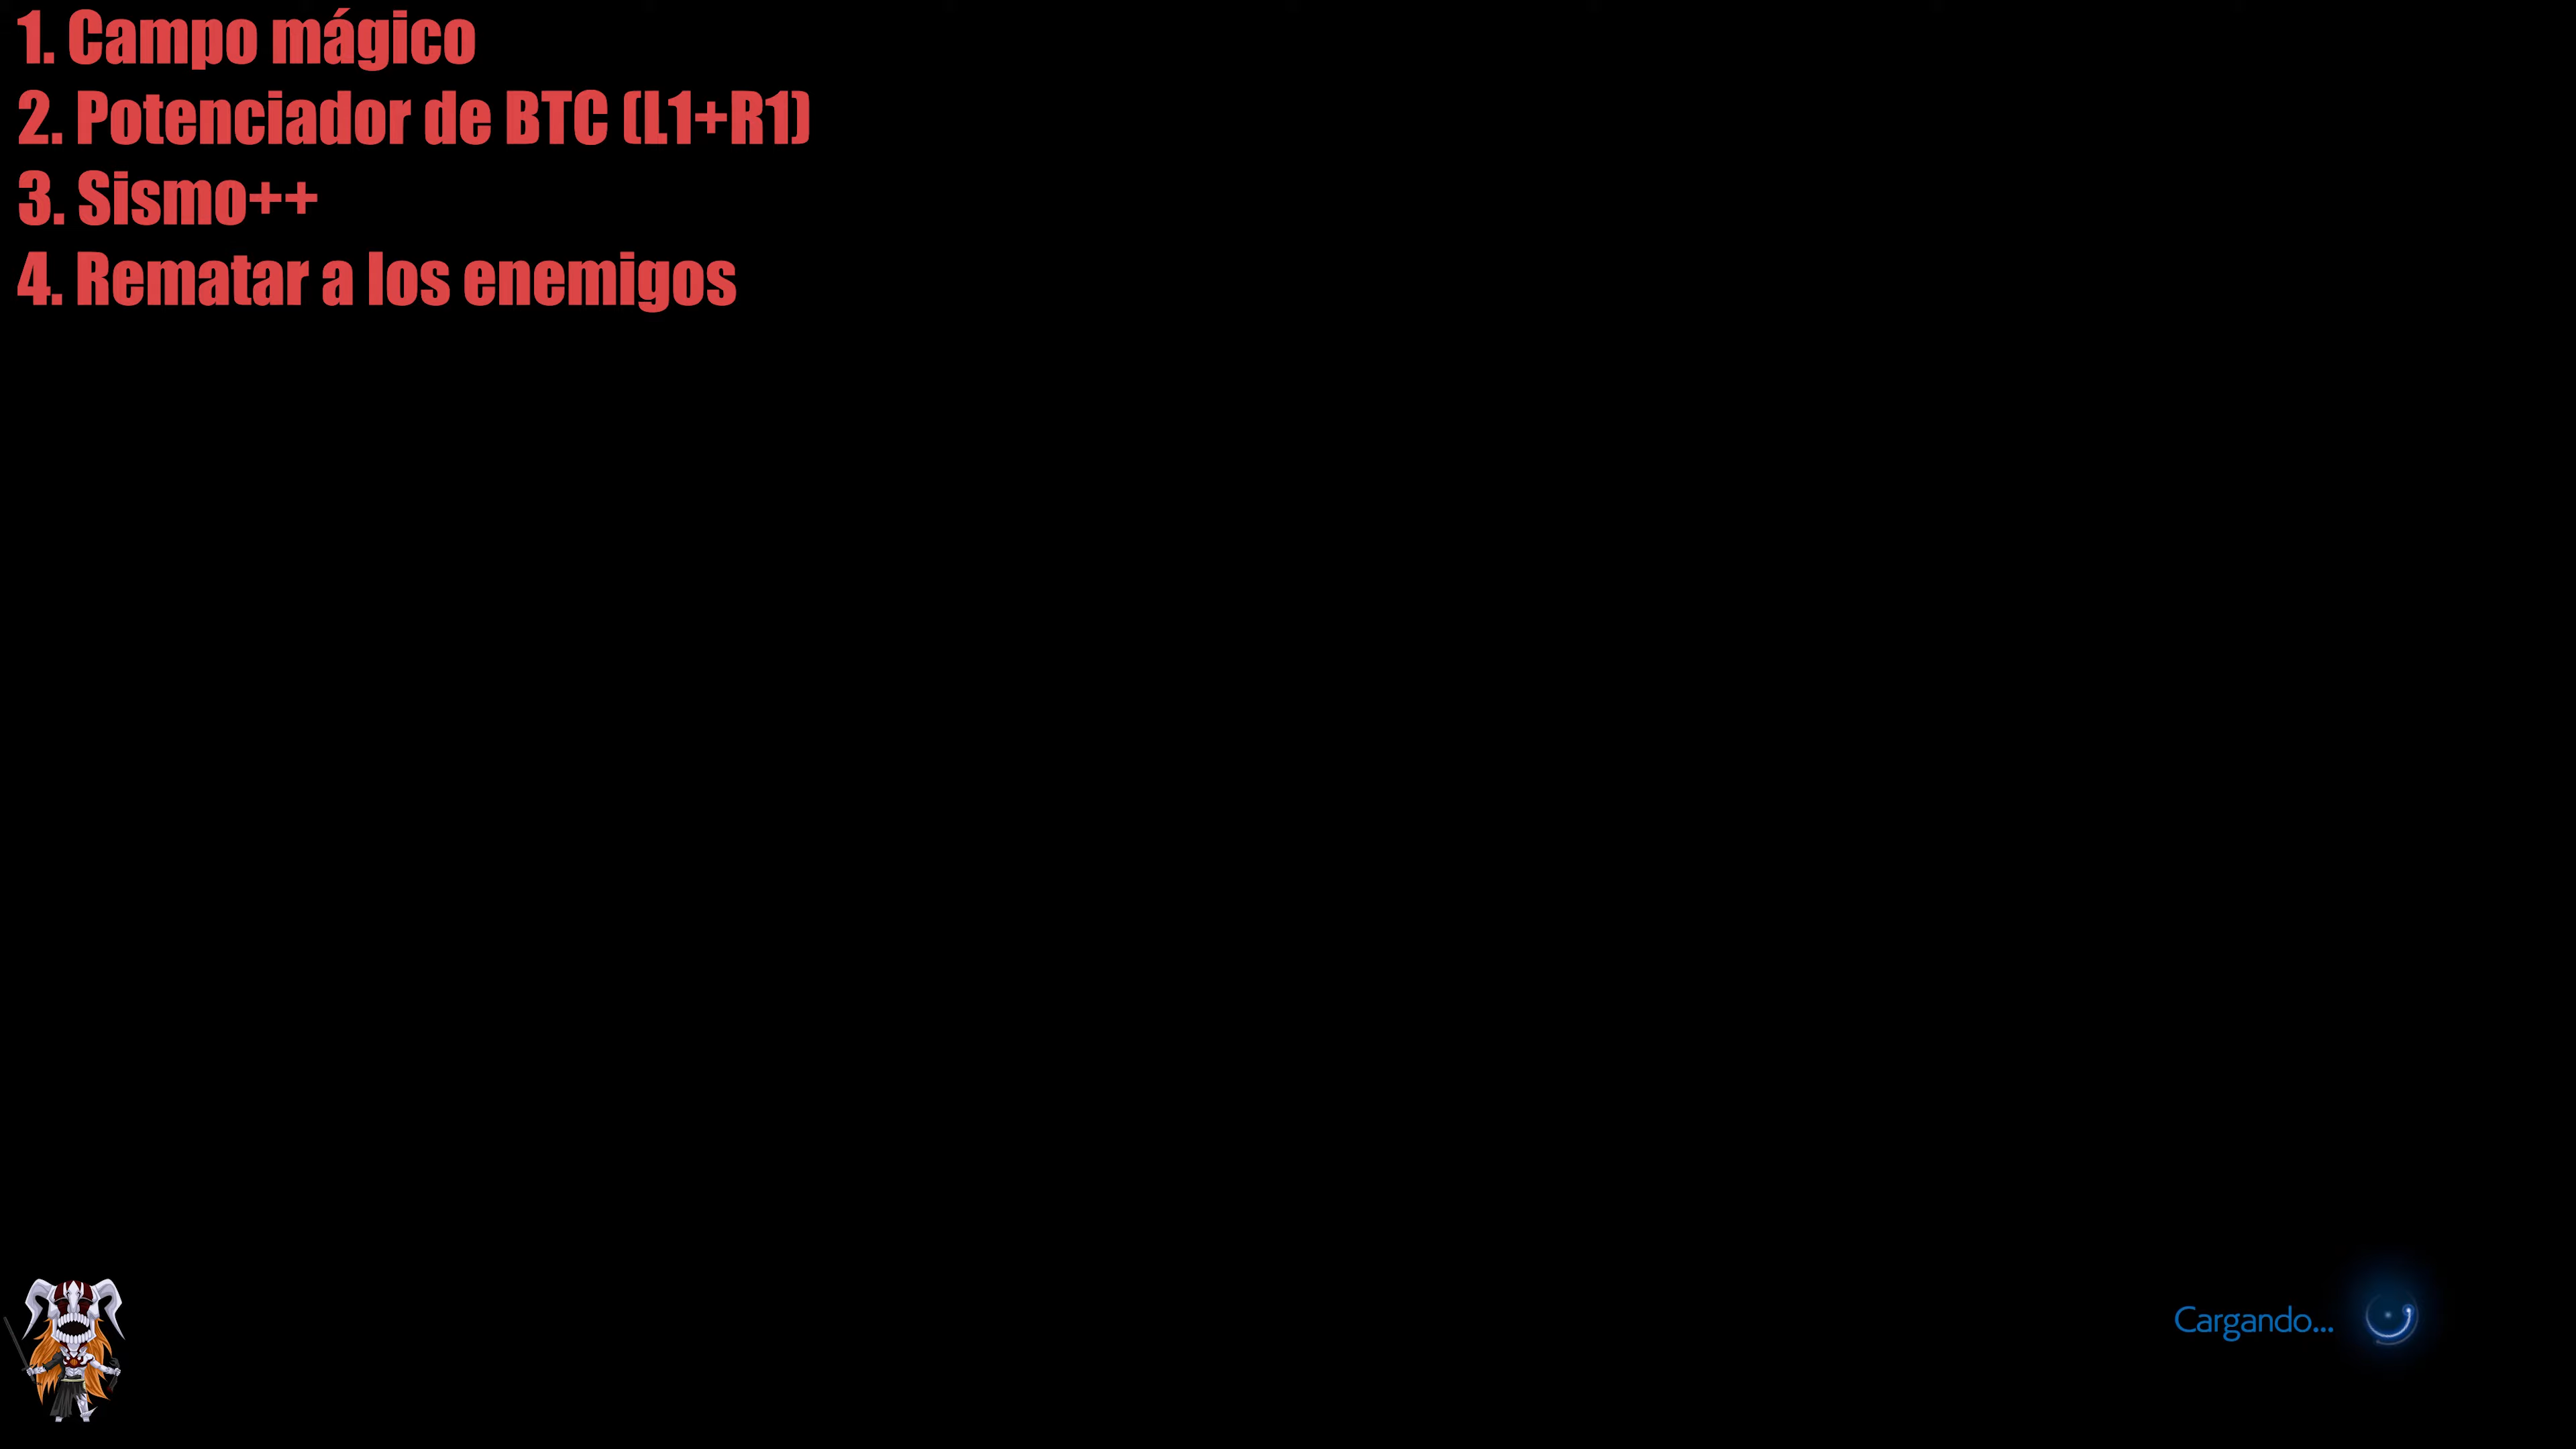 1. Campo mágico
2. Potenciador de BTC (L1+R1)
3. Sismo++
4. Rematar a los enemigos
Cargando...